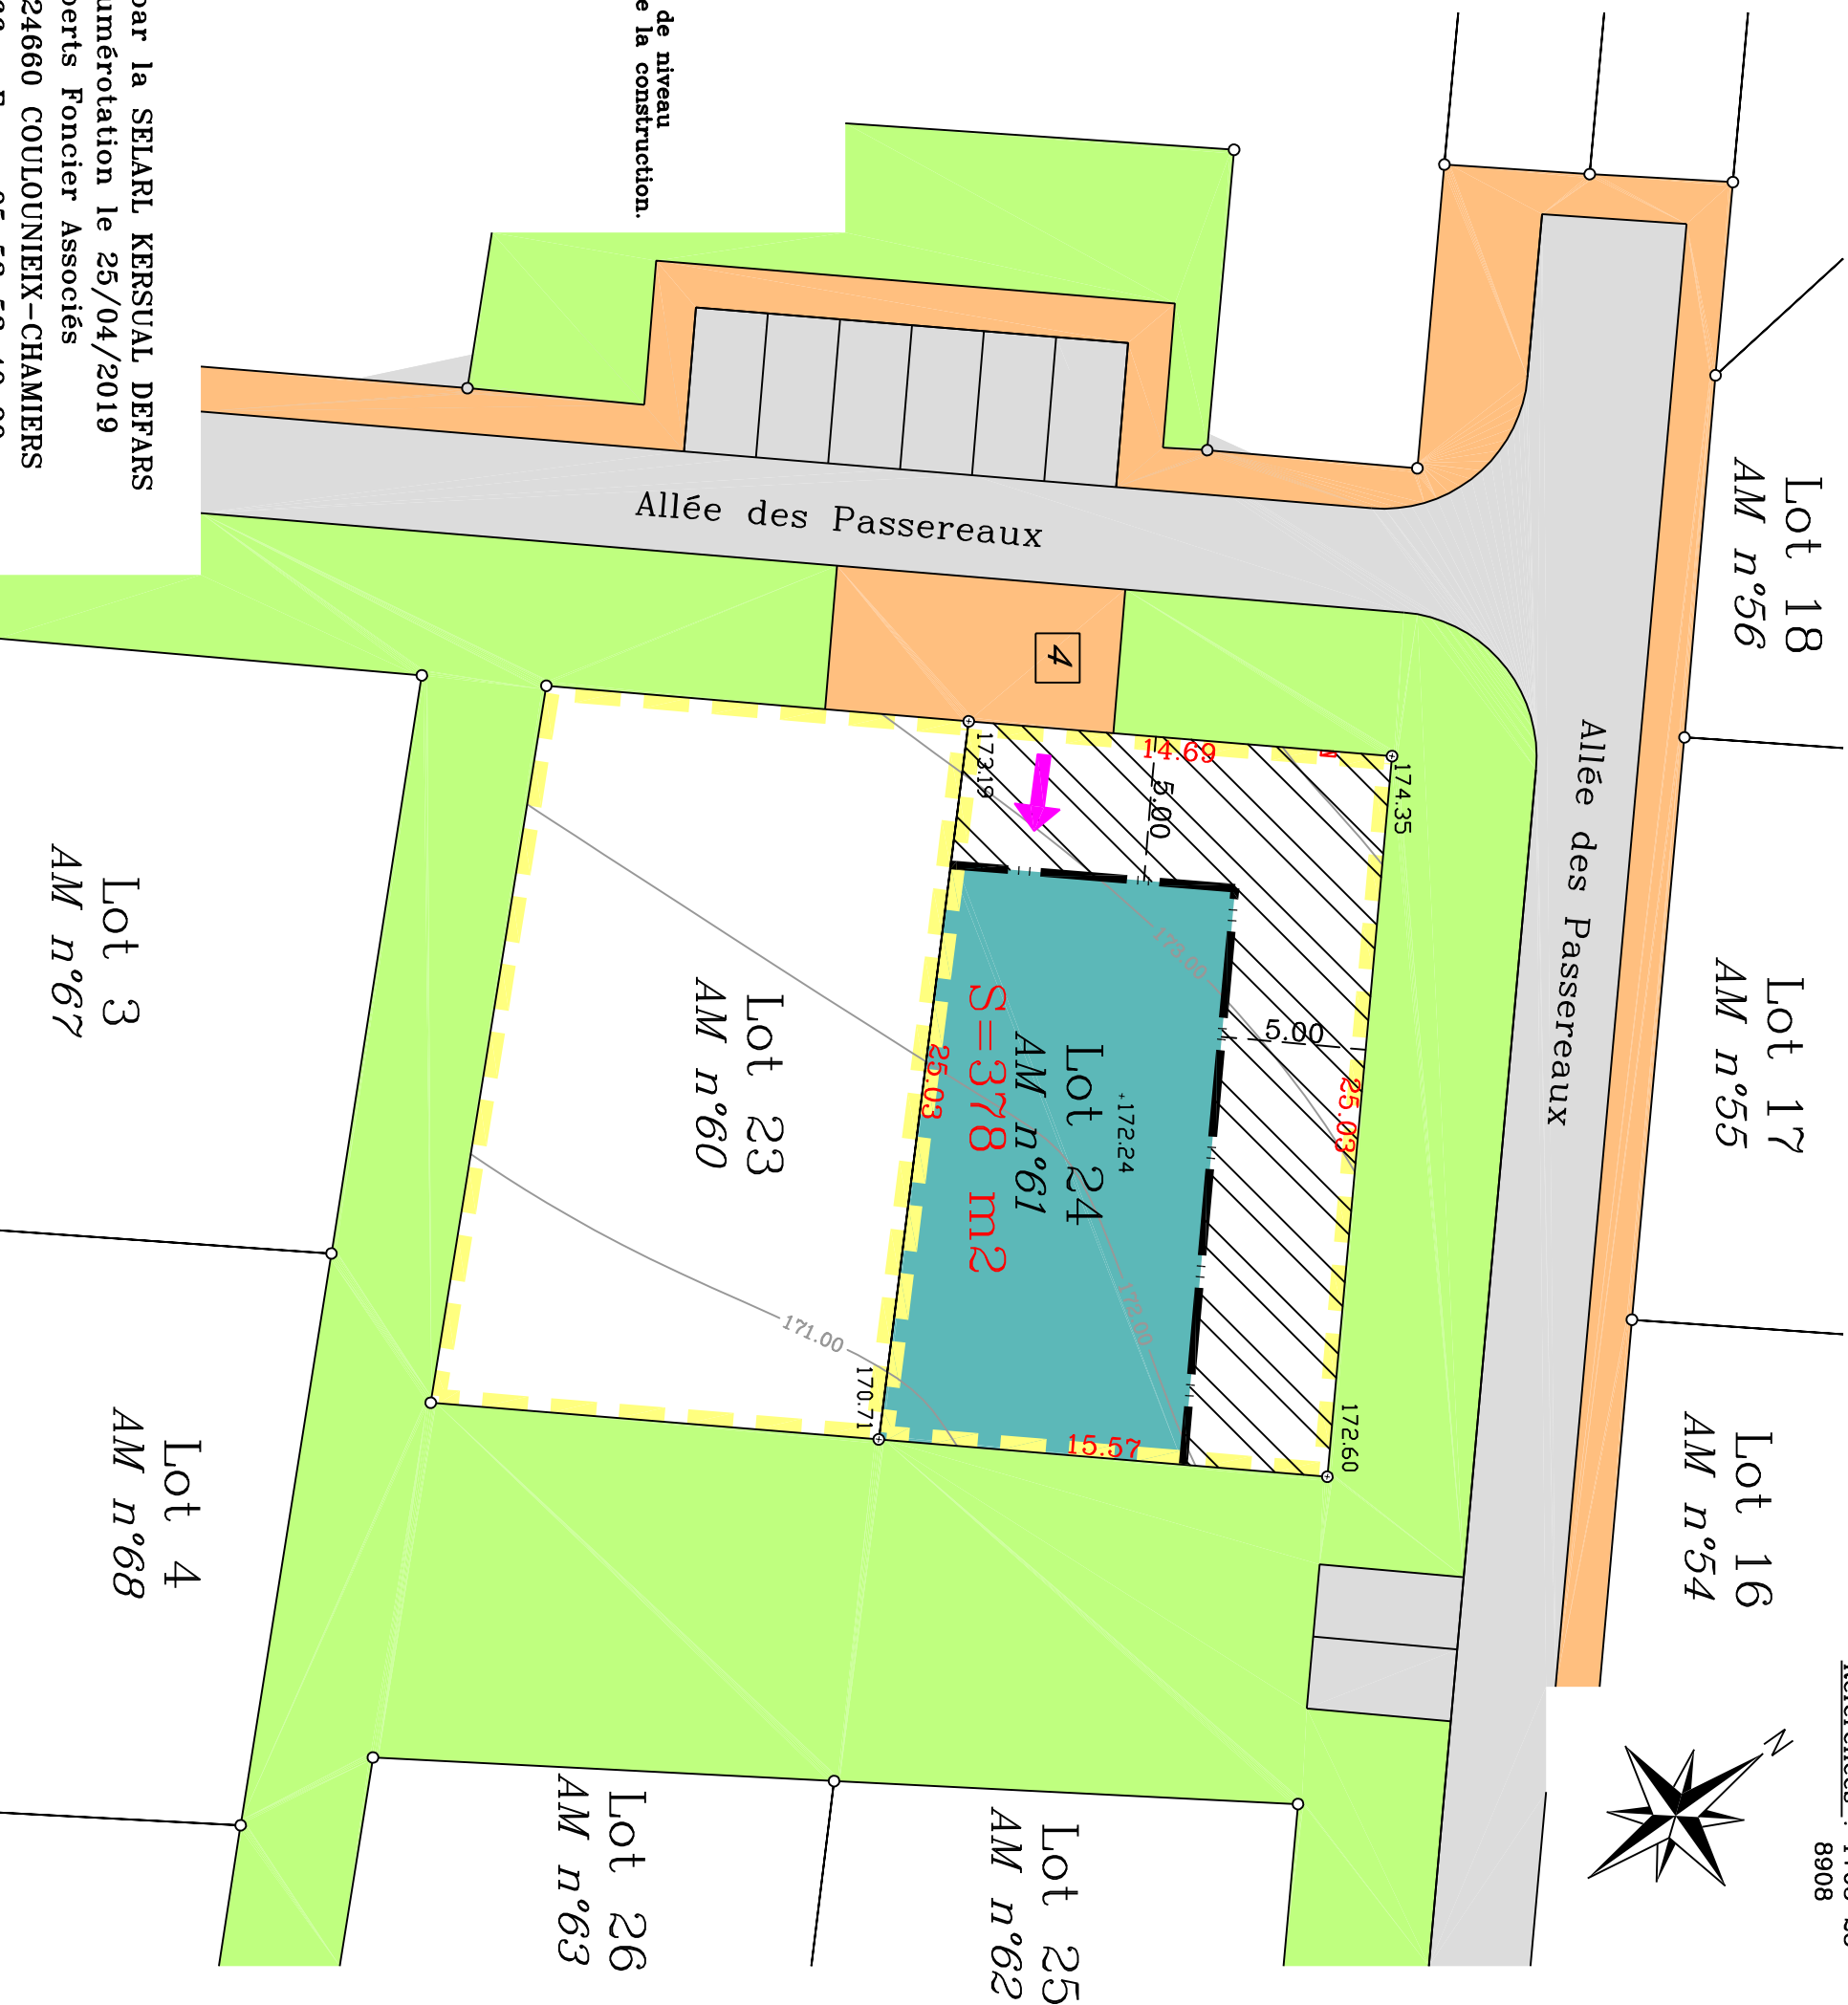 de niveau
la construction.
par la SELARL KERSUAL DEFARS
numérotation le 25/04/2019
perts Foncier Associés
24660 COULOUNIEIX-CHAMIERS
Lot 18
AM n°56
Allée des Passereaux
4
Allée des Passereaux
Lot 17
AM n°55
14.69
173.19
174.35
5.00
173.00
5.00
25.03
Lot 3
AM n°67
Lot 23
AM n°60
25.03
S=378 m2
Lot 24
AM n°61
+172.24
172.00
171.00
170.71
15.57
172.60
Lot 16
AM n°54
Lot 4
AM n°68
N
8908
Lot 26
AM n°63
Lot 25
AM n°62